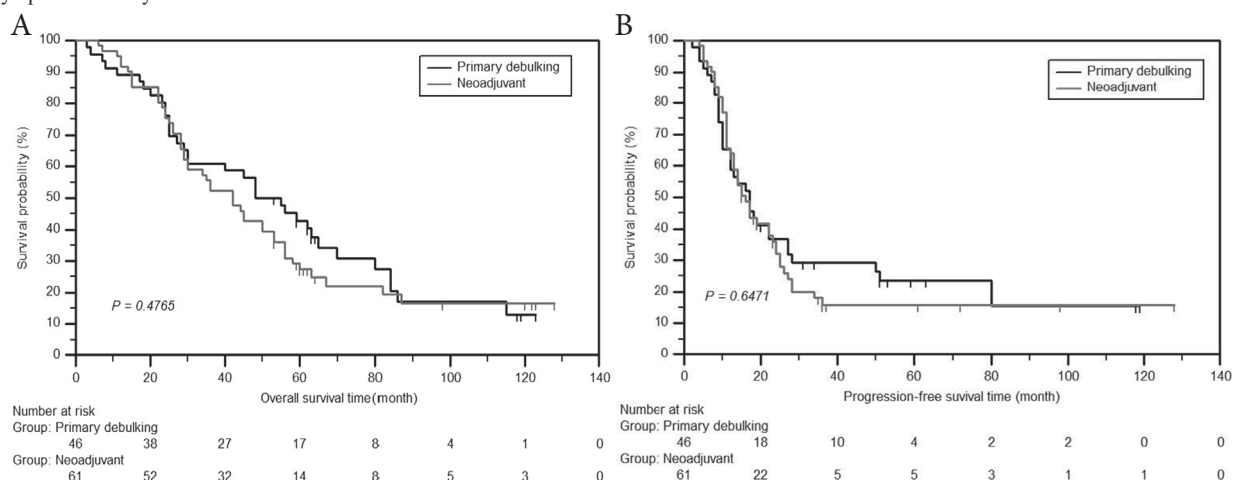 A
100
90
80
70
60
50
40
30
20
10
0
Survival probability (%)
Primary debulking
Neoadjuvant
P = 0.4765
0 20 40 60 80 100 120 140
Overall survival time(month)
Number at risk
Group: Primary debulking
46 38 27 17 8 4 1 0
Group: Neoadjuvant
61 52 32 14 8 5 3 0
B
100
90
80
70
60
50
40
30
20
10
0
Survival probability (%)
Primary debulking
Neoadjuvant
P = 0.6471
0 20 40 60 80 100 120 140
Progression-free suvival time (month)
Number at risk
Group: Primary debulking
46 18 10 4 2 2 0 0
Group: Neoadjuvant
61 22 5 5 3 1 1 0